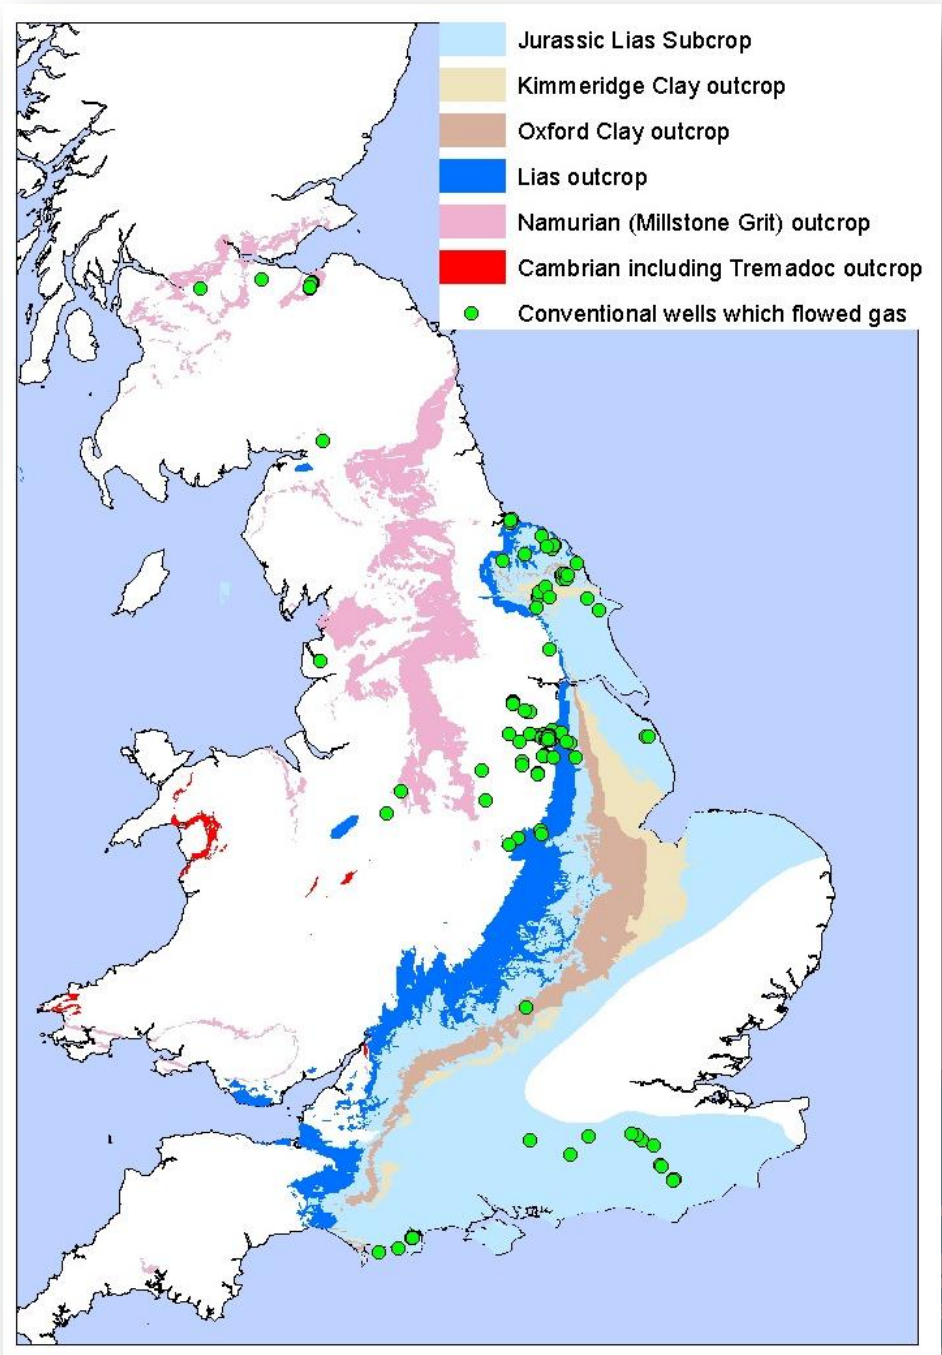 Jurassic Lias Subcrop
Kimmeridge Clay outcrop
Oxford Clay outcrop
Lias outcrop
Namurian (Millstone Grit) outcrop
Cambrian including Tremadoc outcrop
Conventional wells which flowed gas